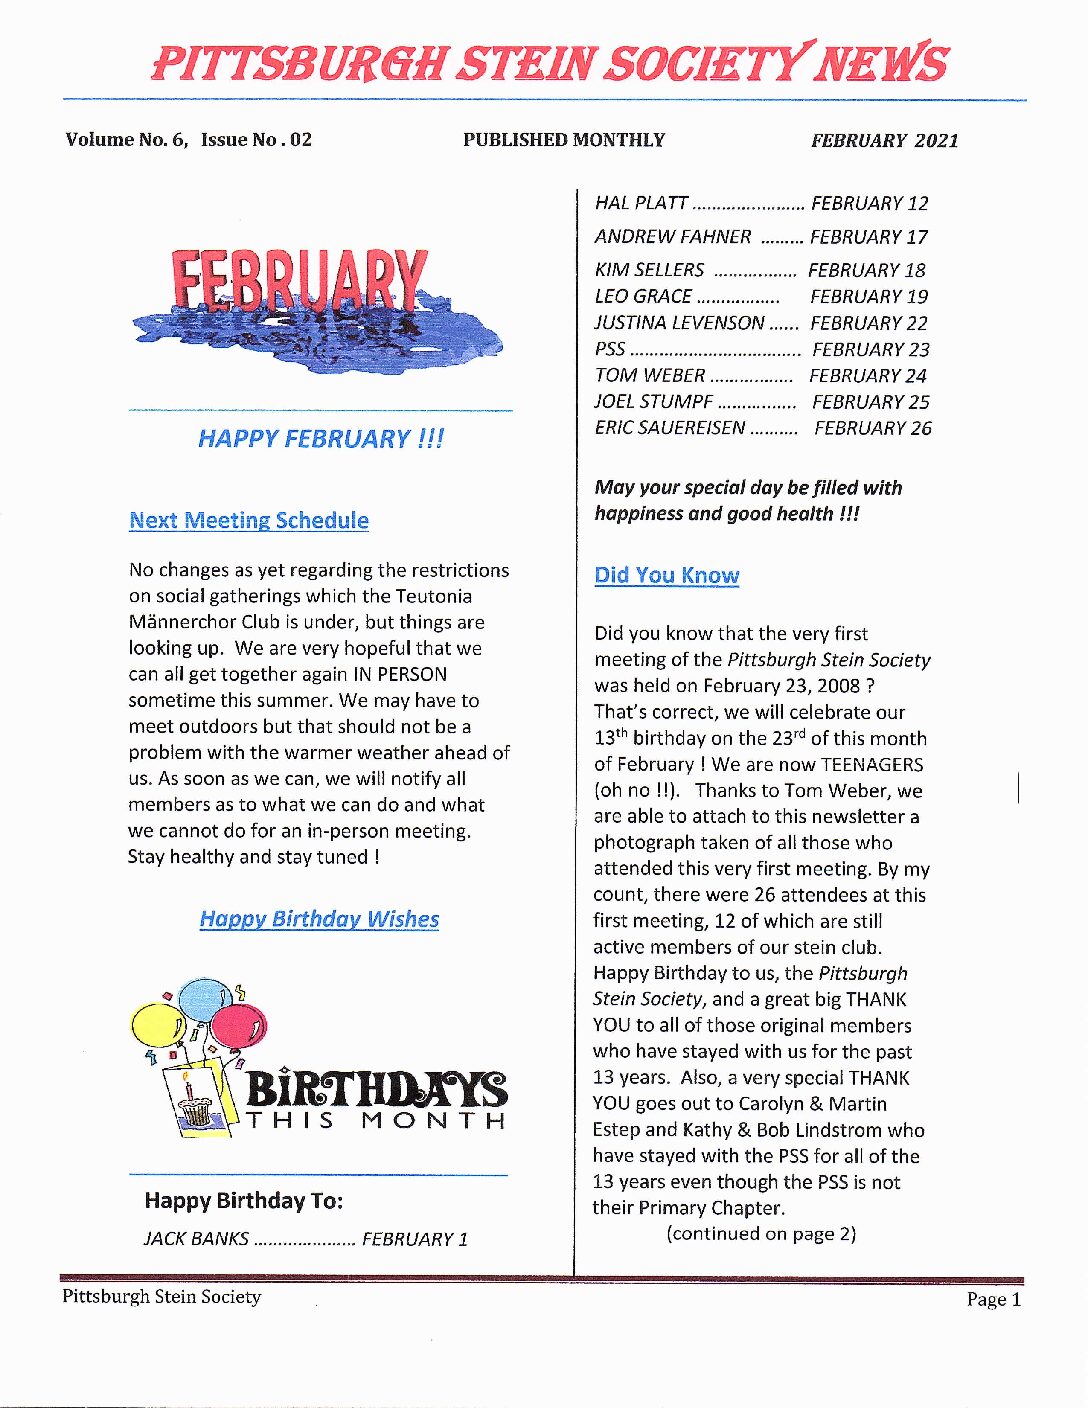 PITTSBURGH STEIN SOCIETY NEWS
Volume No. 6, Issue No . 02 PUBLISHED MONTHLY FEBRUARY 2021
FEBRUARY
HAPPY FEBRUARY !!!
Next Meeting Schedule
No changes as yet regarding the restrictions
on social gatherings which the Teutonia
Männerchor Club is under, but things are
looking up. We are very hopeful that we
can all get together again IN PERSON
sometime this summer. We may have to
meet outdoors but that should not be a
problem with the warmer weather ahead of
us. As soon as we can, we will notify all
members as to what we can do and what
we cannot do for an in-person meeting.
Stay healthy and stay tuned !
Happy Birthday Wishes
BiRTHDAYS
THIS MONTH
Happy Birthday To:
JACK BANKS ..................... FEBRUARY 1
HAL PLATT ....................... FEBRUARY 12
ANDREW FAHNER ......... FEBRUARY 17
KIM SELLERS ................. FEBRUARY 18
LEO GRACE ................. FEBRUARY 19
JUSTINA LEVENSON ...... FEBRUARY 22
PSS ................................... FEBRUARY 23
TOM WEBER ................. FEBRUARY 24
JOEL STUMPF ................ FEBRUARY 25
ERIC SAUEREISEN .......... FEBRUARY 26
May your special day be filled with
happiness and good health !!!
Did You Know
Did you know that the very first
meeting of the Pittsburgh Stein Society
was held on February 23, 2008 ?
That's correct, we will celebrate our
13th birthday on the 23rd of this month
of February ! We are now TEENAGERS
(oh no !!). Thanks to Tom Weber, we
are able to attach to this newsletter a
photograph taken of all those who
attended this very first meeting. By my
count, there were 26 attendees at this
first meeting, 12 of which are still
active members of our stein club.
Happy Birthday to us, the Pittsburgh
Stein Society, and a great big THANK
YOU to all of those original members
who have stayed with us for the past
13 years. Also, a very special THANK
YOU goes out to Carolyn & Martin
Estep and Kathy & Bob Lindstrom who
have stayed with the PSS for all of the
13 years even though the PSS is not
their Primary Chapter.
(continued on page 2)
Pittsburgh Stein Society Page 1